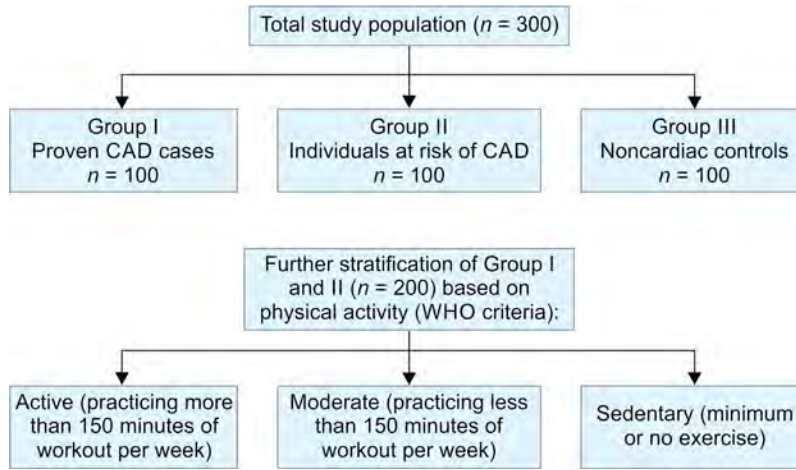 Total study population (n = 300)
Group I
Proven CAD cases
n = 100
Group II
Individuals at risk of CAD
n = 100
Group III
Noncardiac controls
n = 100
Further stratification of Group I
and II (n = 200) based on
physical activity (WHO criteria):
Active (practicing more
than 150 minutes of
workout per week)
Moderate (practicing less
than 150 minutes of
workout per week)
Sedentary (minimum
or no exercise)